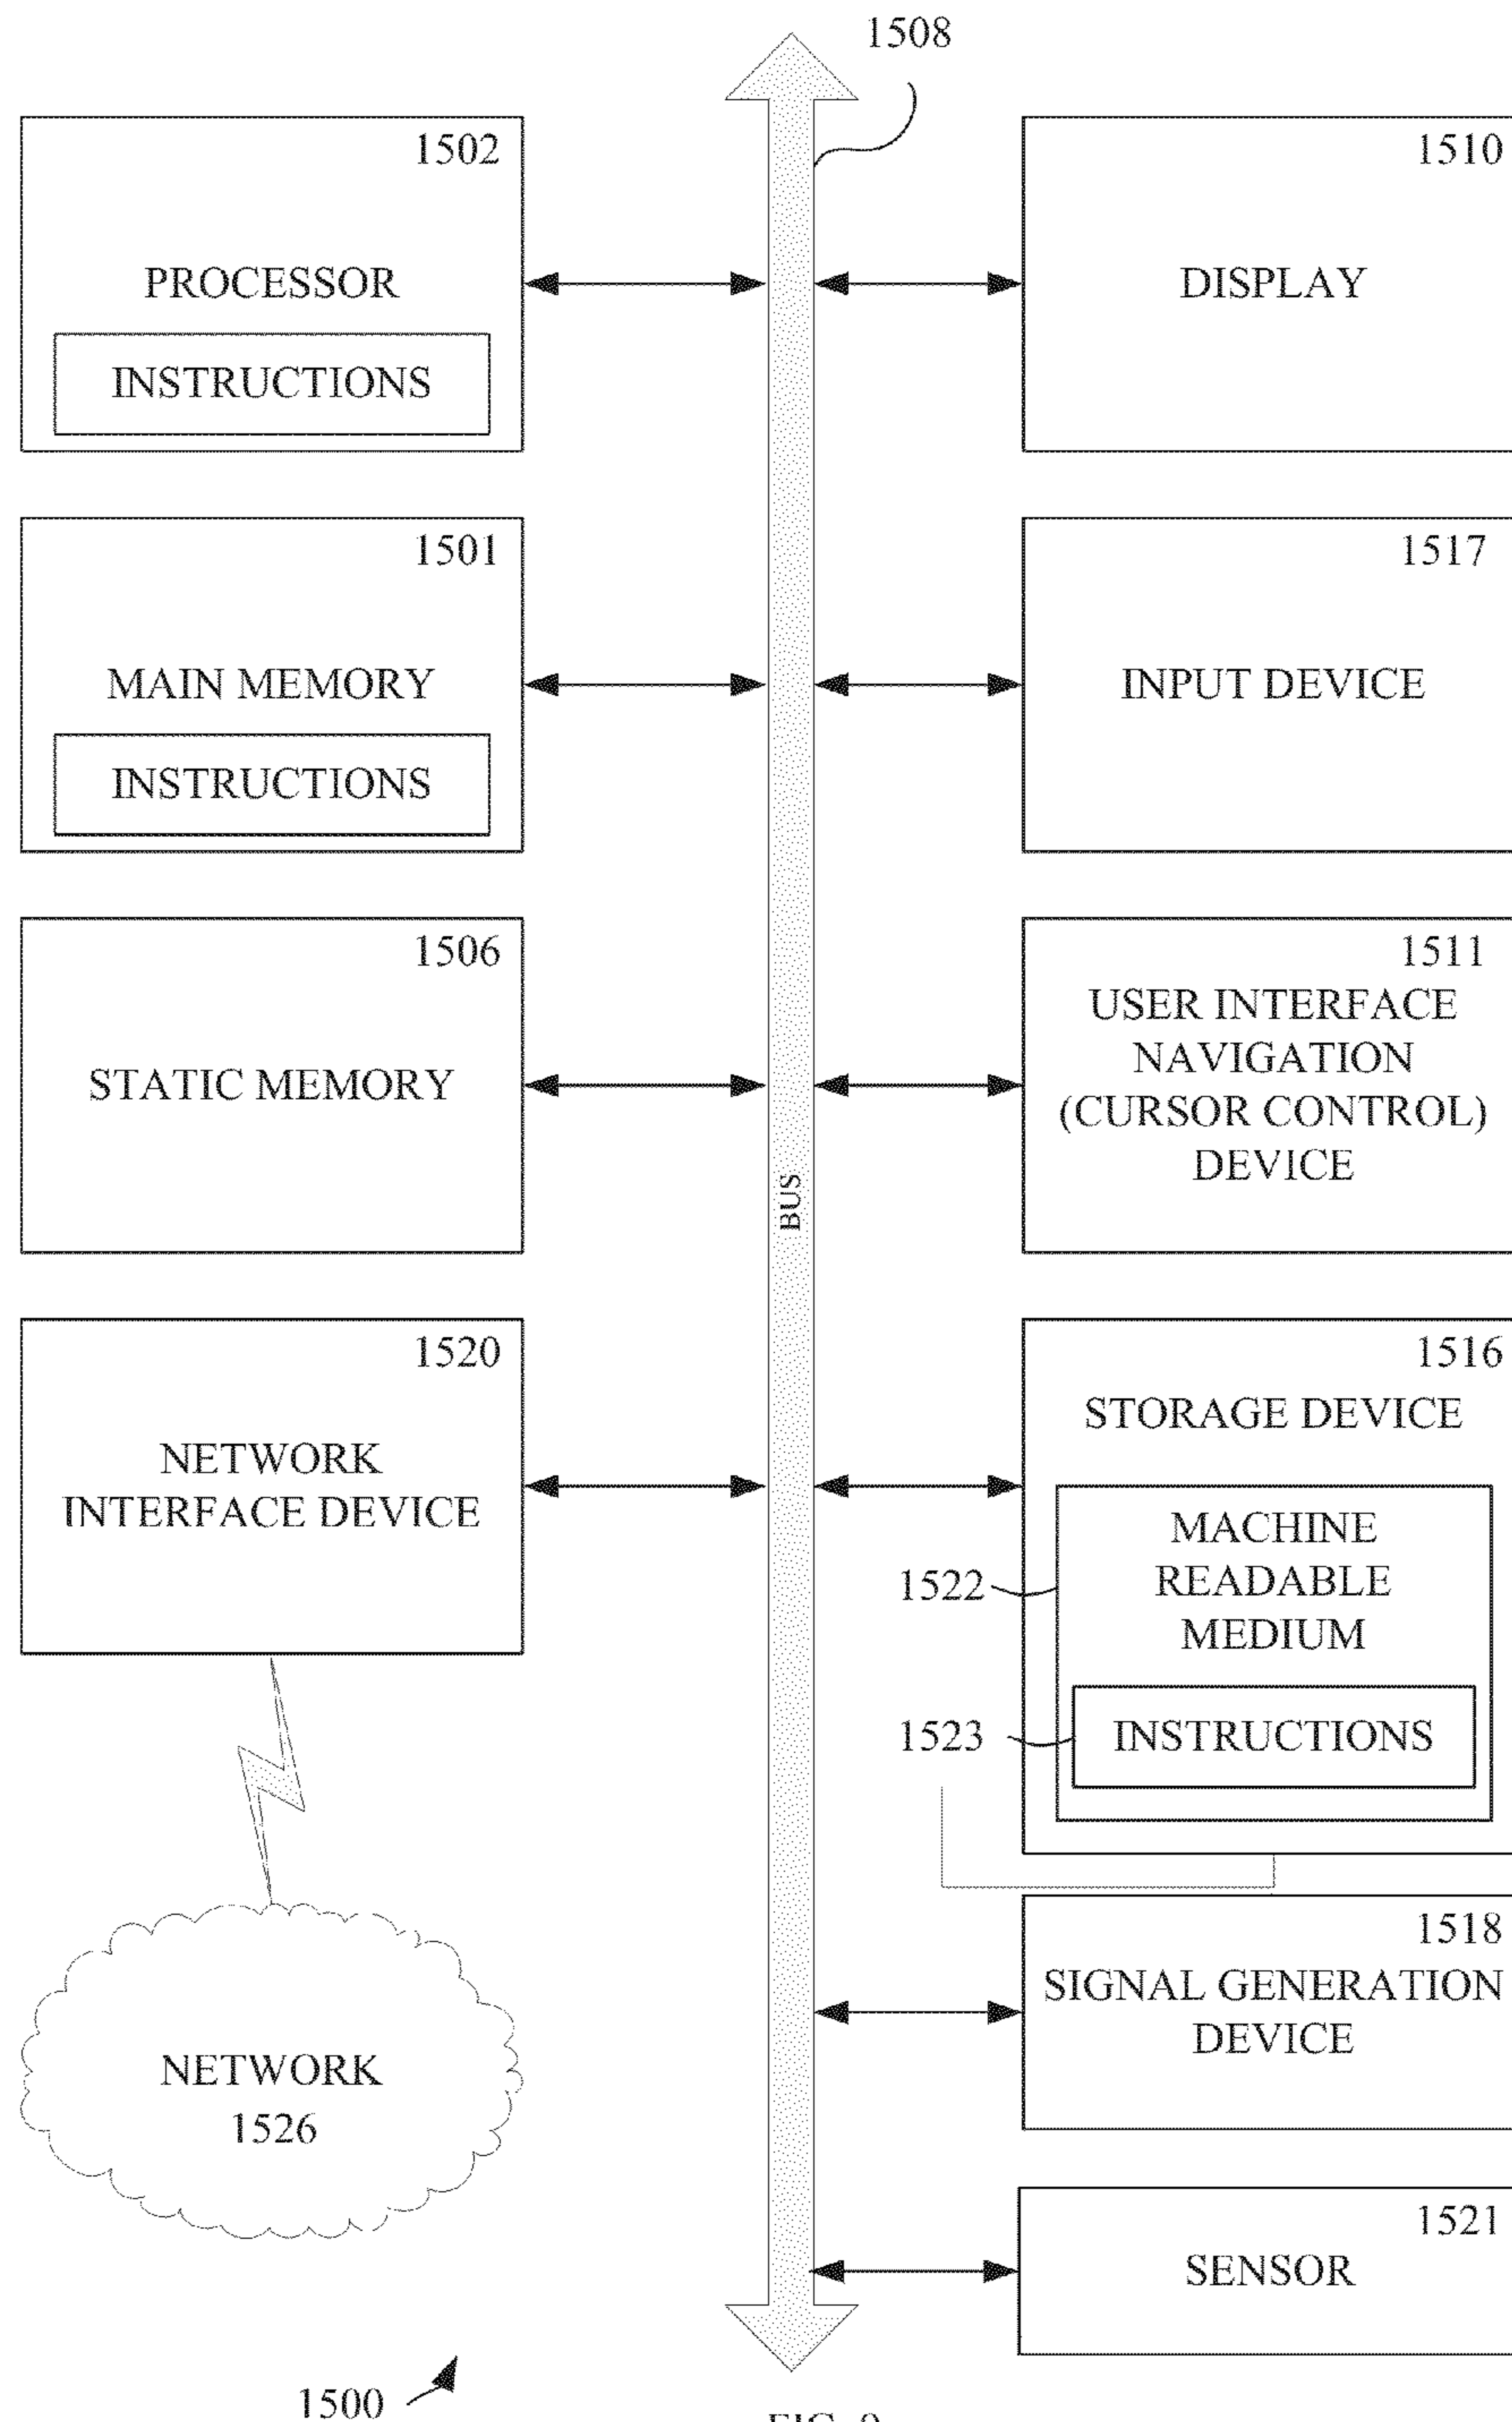 1508
1502
PROCESSOR
INSTRUCTIONS
1510
DISPLAY
1501
MAIN MEMORY
INSTRUCTIONS
1517
INPUT DEVICE
1506
STATIC MEMORY
1511
USER INTERFACE
NAVIGATION
(CURSOR CONTROL)
DEVICE
BUS
1520
NETWORK
INTERFACE DEVICE
1516
STORAGE DEVICE
1522
MACHINE
READABLE
MEDIUM
1523
INSTRUCTIONS
1518
SIGNAL GENERATION
DEVICE
NETWORK
1526
1521
SENSOR
1500